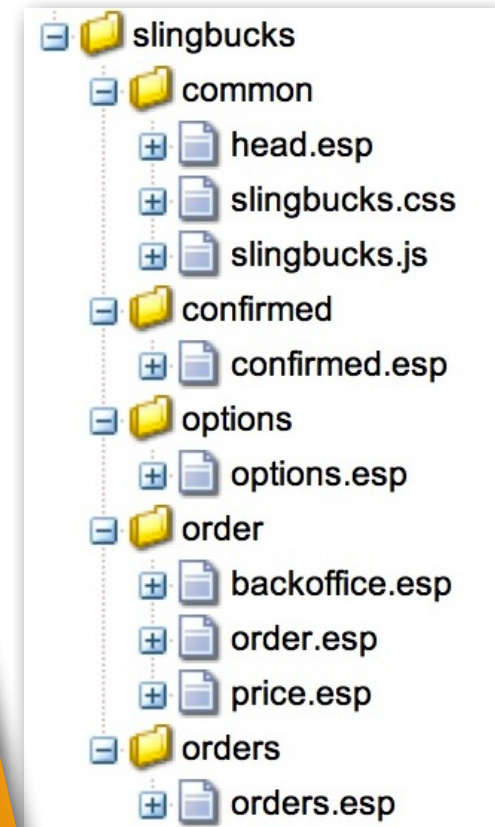 slingbucks
common
head.esp
slingbucks.css
slingbucks.js
confirmed
confirmed.esp
options
options.esp
order
backoffice.esp
order.esp
price.esp
orders
orders.esp